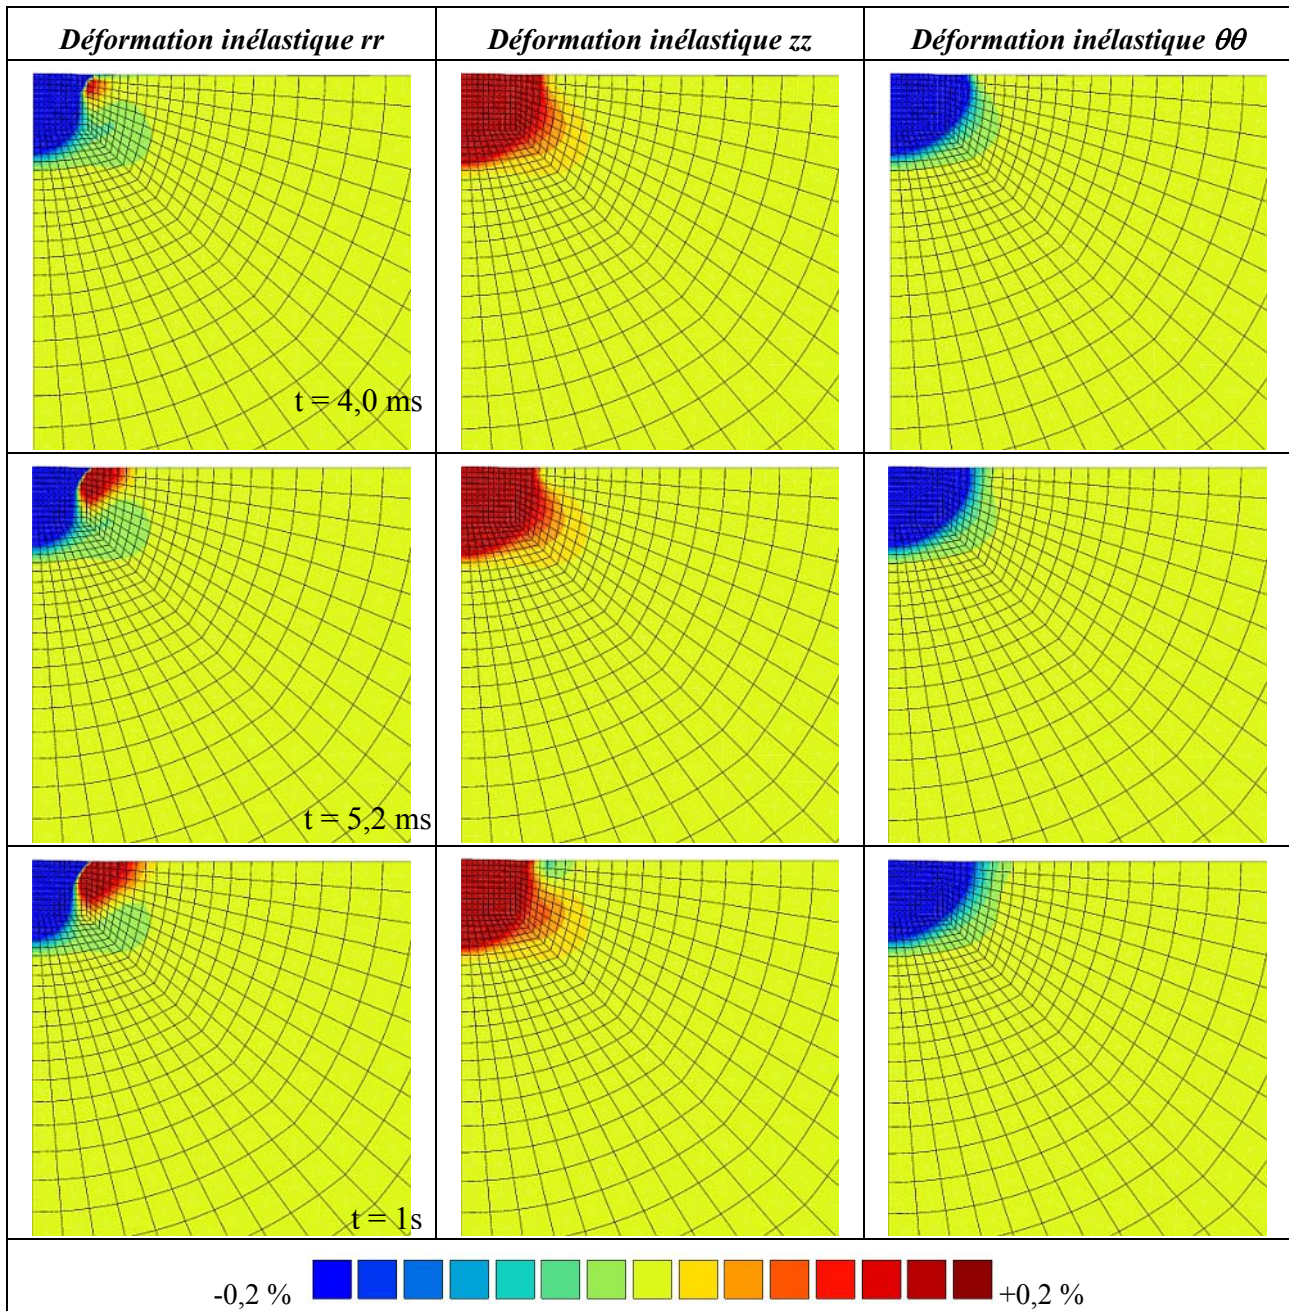 Déformation inélastique rr
Déformation inélastique zz
Déformation inélastique θθ
t = 4,0 ms
t = 5,2 ms
t = 1s
-0,2 %
+0,2 %